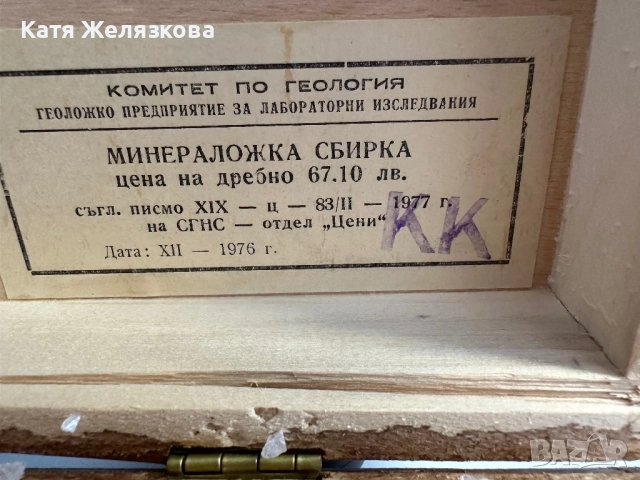 Катя Желязкова
КОМИТЕТ ПО ГЕОЛОГИЯ
ГЕОЛОЖКО ПРЕДПРИЯТИЕ ЗА ЛАБОРАТОРНИ ИЗСЛЕДВАНИЯ
МИНЕРАЛОЖКА СБИРКА
цена на дребно 67.10 лв.
съгл. писмо XIX — ц — 83/II — 1977 г.
на СГНС — отдел „Цени“
КК
Дата: XII — 1976 г.
BAZAR